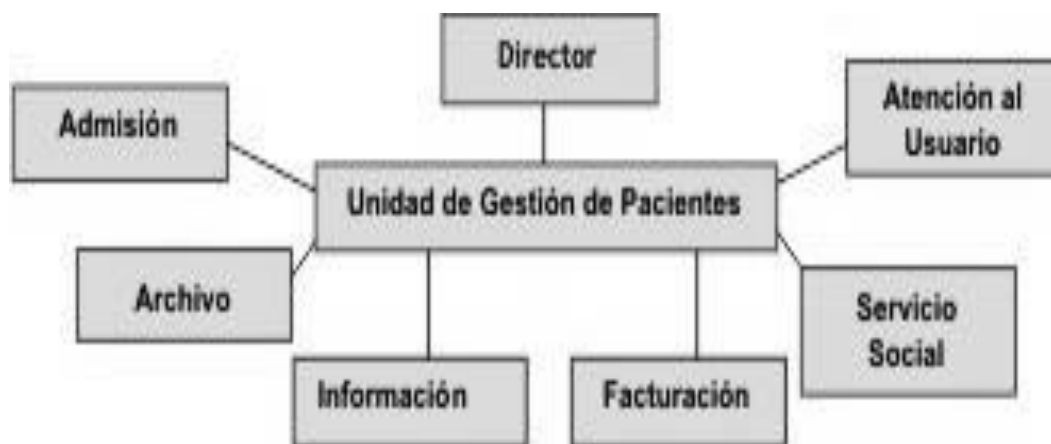 Director
Admisión
Atención al
Usuario
Unidad de Gestión de Pacientes
Archivo
Servicio
Social
Información
Facturación